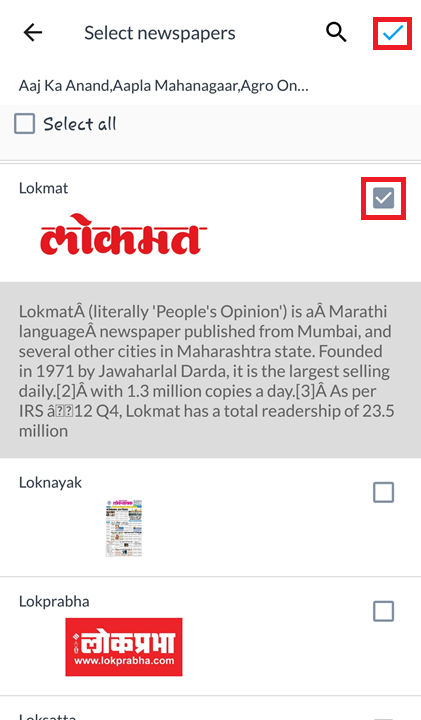 Select newspapers
Aaj Ka Anand,Aapla Mahanagaar,Agro On...
Select all
Lokmat
लोकमत
LokmatÂ (literally 'People's Opinion') is aÂ Marathi
languageÂ newspaper published from Mumbai, and
several other cities in Maharashtra state. Founded
in 1971 by Jawaharlal Darda, it is the largest selling
daily.[2]Â with 1.3 million copies a day.[3]Â As per
IRS â12 Q4, Lokmat has a total readership of 23.5
million
Loknayak
Lokprabha
लोकप्रभा
www.lokprabha.com
Loksatta